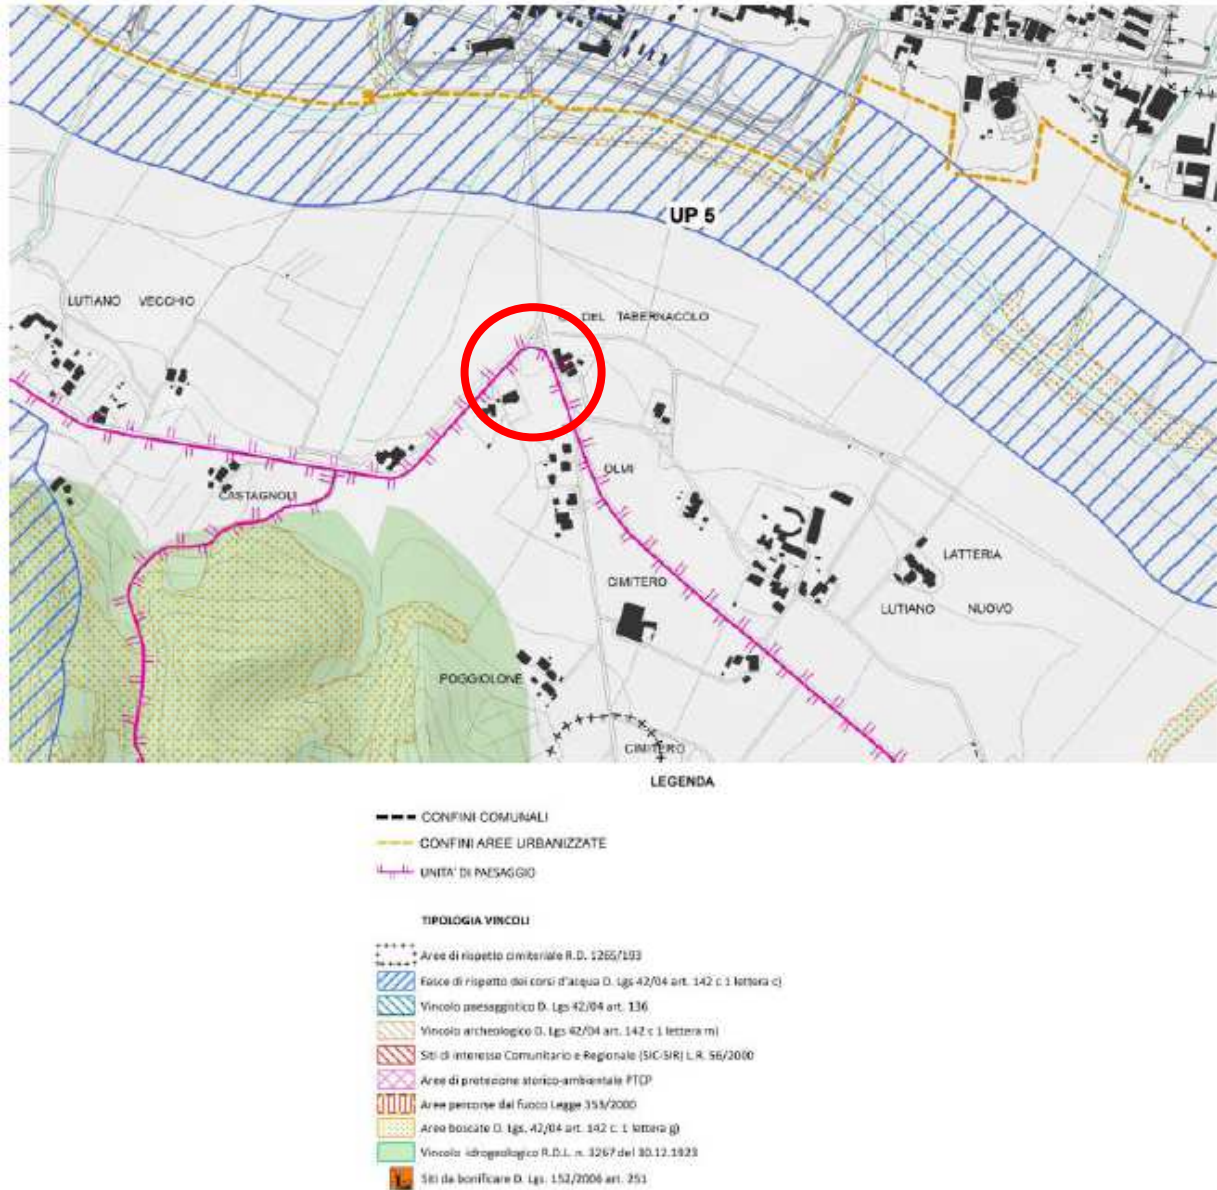 UP 5
LUTIANO VECCHIO
DEL TABERNACOLO
OLMI
CASTAGNOLI
LATTERIA
CIMITERO
LUTIANO NUOVO
POGGIOLONE
CIMITERO
LEGENDA
CONFINI COMUNALI
CONFINI AREE URBANIZZATE
UNITA' DI PAESAGGIO
TIPOLOGIA VINCOLI
Aree di rispetto cimiteriale R.D. 1265/193
Fasce di rispetto dei corsi d'acqua D. Lgs 42/04 art. 142 c 1 lettera c)
Vincolo paesaggistico D. Lgs 42/04 art. 136
Vincolo archeologico D. Lgs 42/04 art. 142 c 1 lettera m)
Siti di interesse Comunitario e Regionale (SIC-SIR) L.R. 56/2000
Aree di protezione storico-ambientale PTCP
Aree percorse dal fuoco Legge 353/2000
Aree boscate D. Lgs. 42/04 art. 142 c. 1 lettera g)
Vincolo idrogeologico R.D.L. n. 3267 del 30.12.1923
Siti da bonificare D. Lgs. 152/2006 art. 251